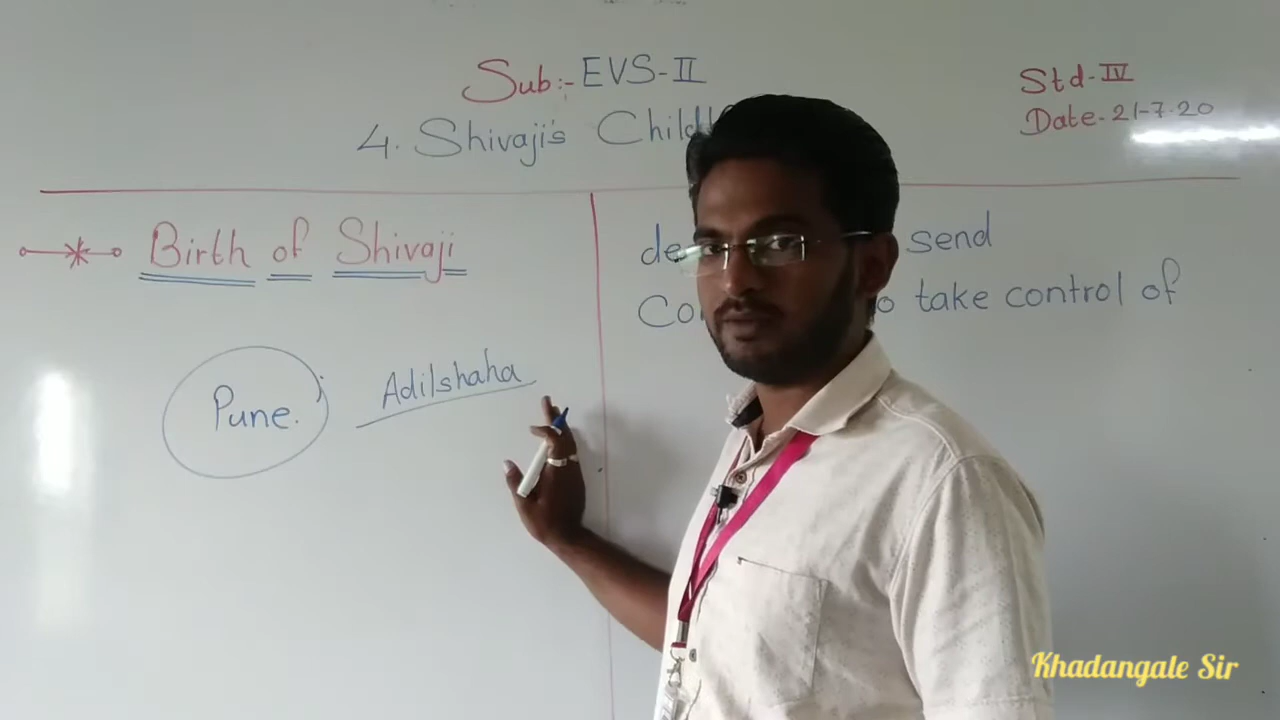 Sub:- EVS-II
Std-IV
4. Shivaji's
Date-21-7-20
Birth of Shivaji
Pune.
Adilshaha
send
take control of
Khadangale Sir